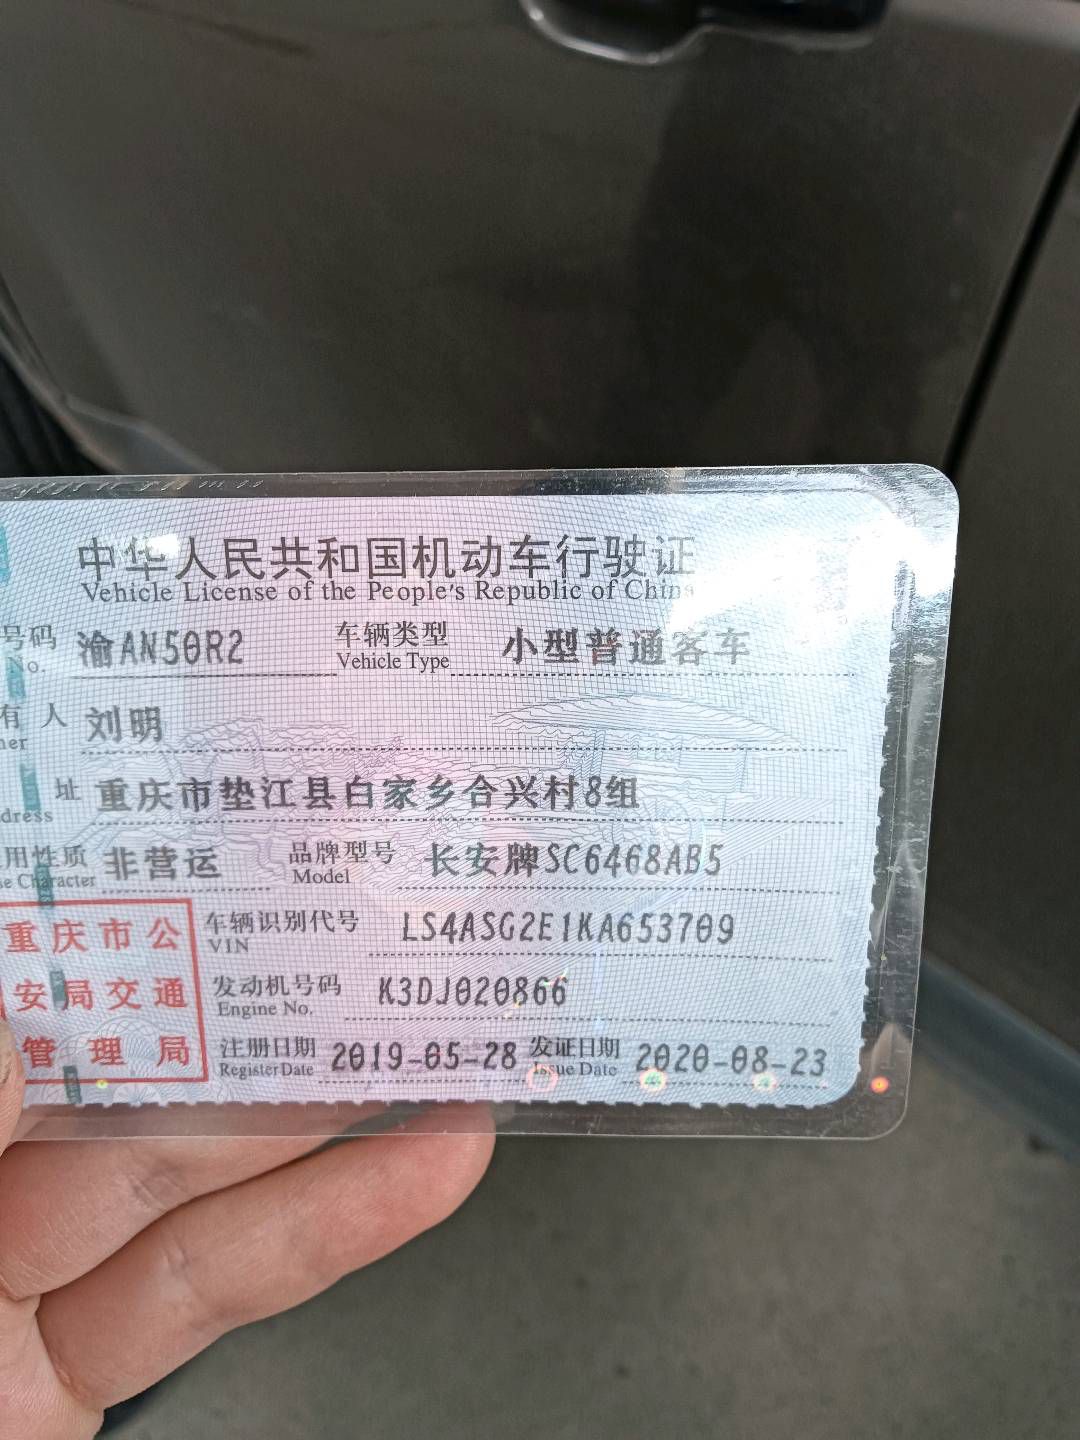 中华人民共和国机动车行驶证
Vehicle License of the People's Republic of China
号码 渝AN50R2 车辆类型 小型普通客车
No. Vehicle Type
有人 刘明
ner
址 重庆市垫江县白家乡合兴村8组
dress
用性质 非营运 品牌型号 长安牌SC6468AB5
se Character Model
重庆市公 车辆识别代号 LS4ASG2E1KA653709
VIN
安局交通 发动机号码 K3DJ020866
Engine No.
管理局 注册日期 2019-05-28 发证日期 2020-08-23
Register Date Issue Date